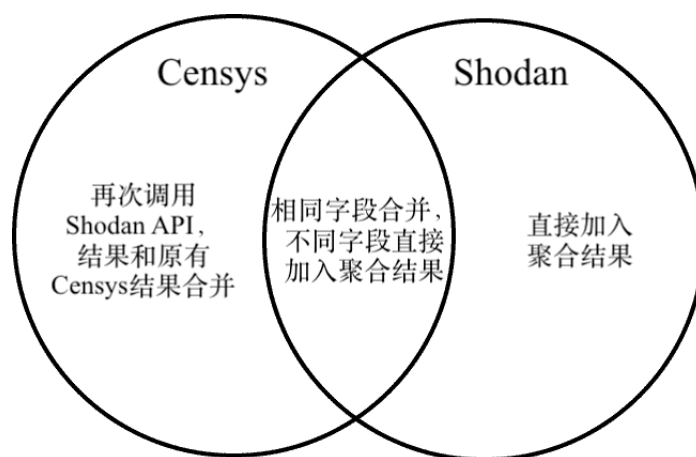 Censys
Shodan
再次调用
Shodan API，
结果和原有
Censys结果合并
相同字段合并，
不同字段直接
加入聚合结果
直接加入
聚合结果